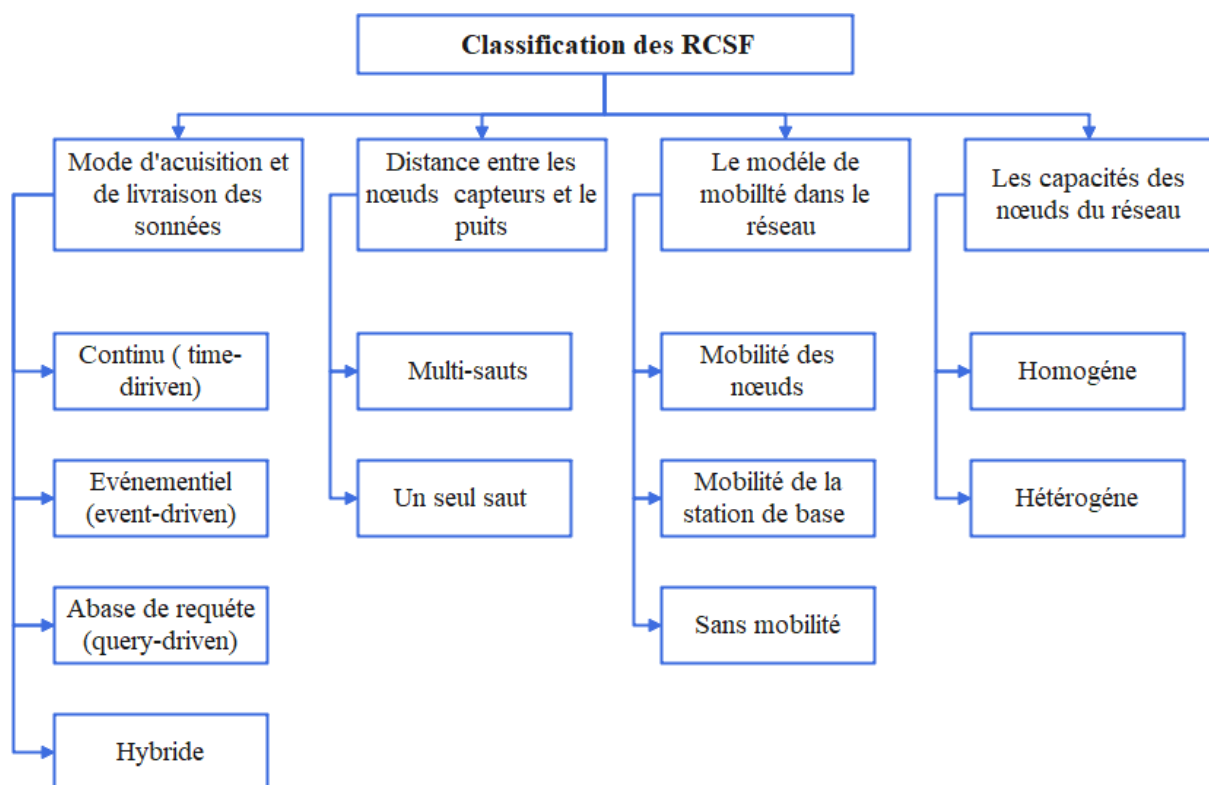 Classification des RCSF
Mode d'acuisition et
de livraison des
sonnées
Distance entre les
nœuds capteurs et le
puits
Le modéle de
mobillté dans le
réseau
Les capacités des
nœuds du réseau
Continu ( time-
diriven)
Multi-sauts
Mobilité des
nœuds
Homogéne
Evénementiel
(event-driven)
Un seul saut
Mobilité de la
station de base
Hétérogéne
Abase de requéte
(query-driven)
Sans mobilité
Hybride